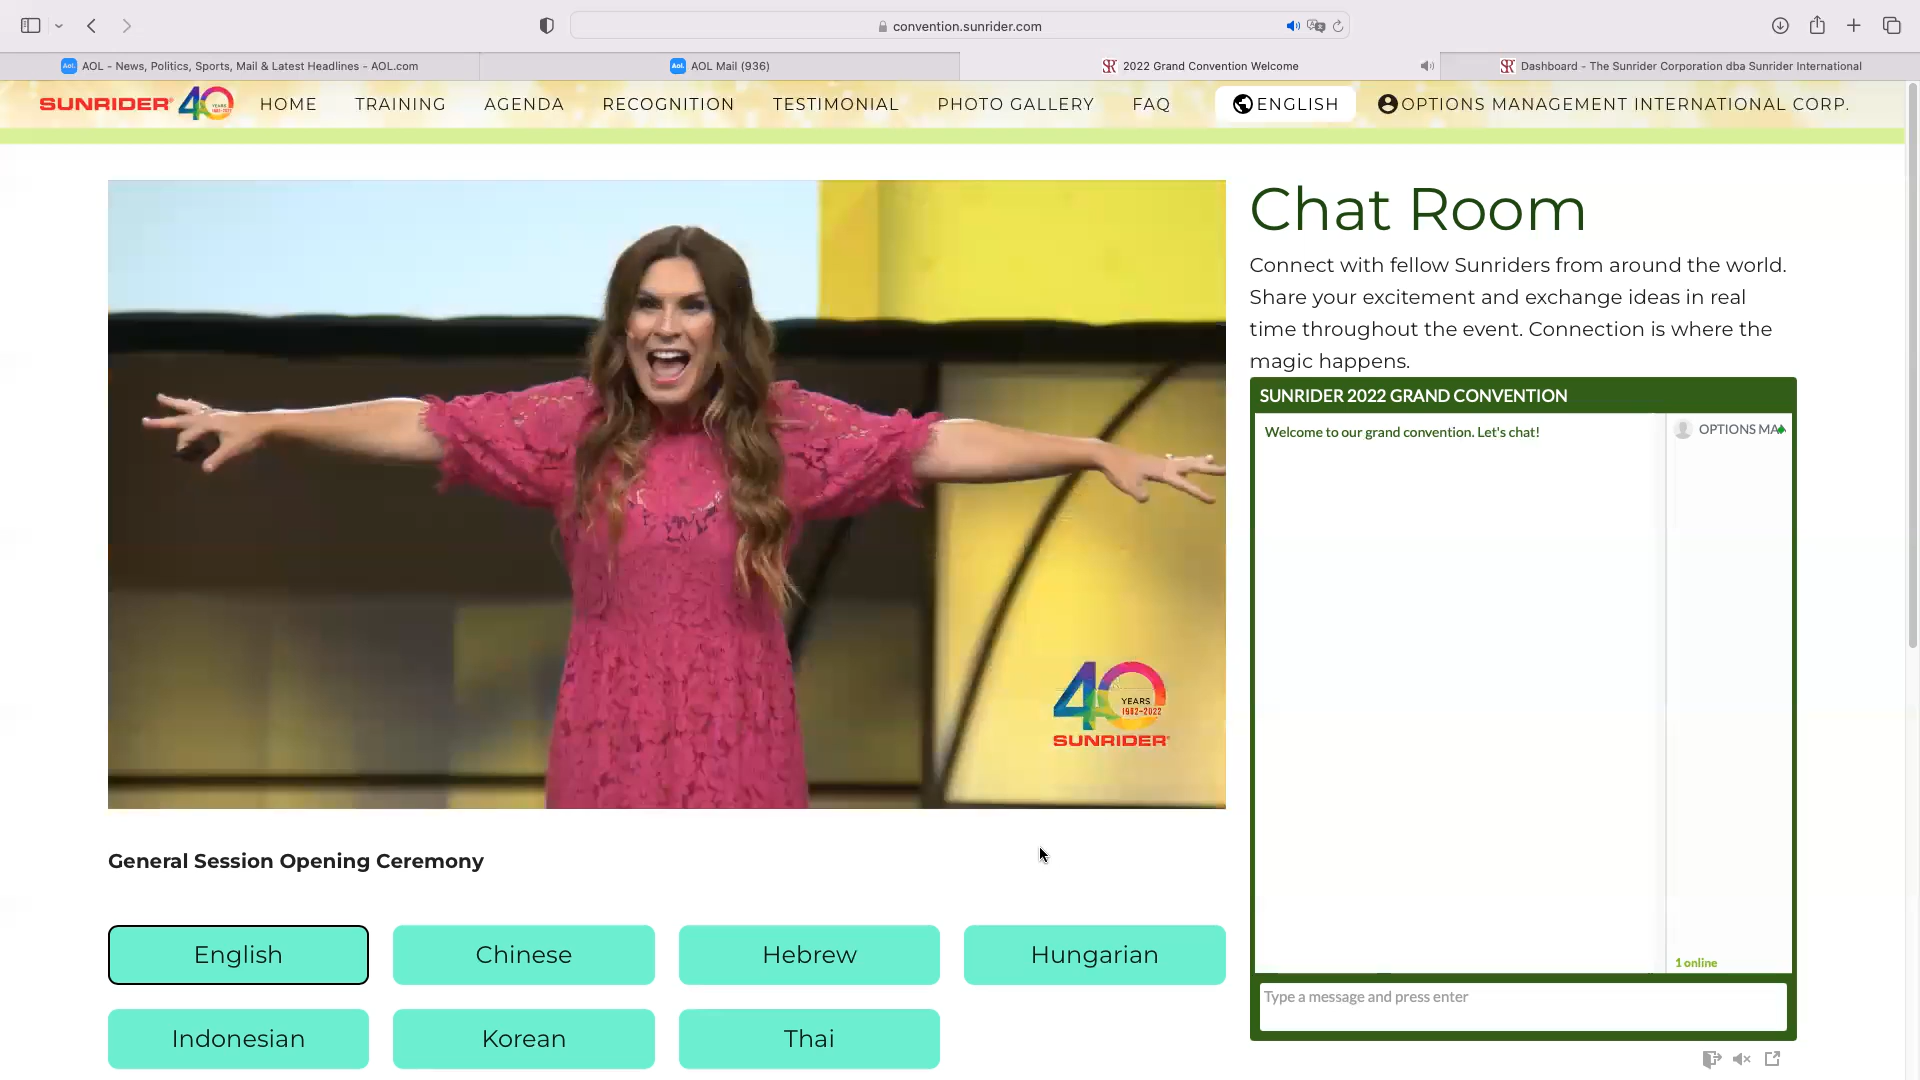 convention.sunrider.com
AOL - News, Politics, Sports, Mail & Latest Headlines - AOL.com
AOL Mail (936)
2022 Grand Convention Welcome
Dashboard - The Sunrider Corporation dba Sunrider International
SUNRIDER 40 YEARS
HOME
TRAINING
AGENDA
RECOGNITION
TESTIMONIAL
PHOTO GALLERY
FAQ
ENGLISH
OPTIONS MANAGEMENT INTERNATIONAL CORP.
40 YEARS
1982-2022
SUNRIDER
General Session Opening Ceremony
English
Chinese
Hebrew
Hungarian
Indonesian
Korean
Thai
Chat Room
Connect with fellow Sunriders from around the world.
Share your excitement and exchange ideas in real
time throughout the event. Connection is where the
magic happens.
SUNRIDER 2022 GRAND CONVENTION
Welcome to our grand convention. Let's chat!
OPTIONS MA
1 online
Type a message and press enter